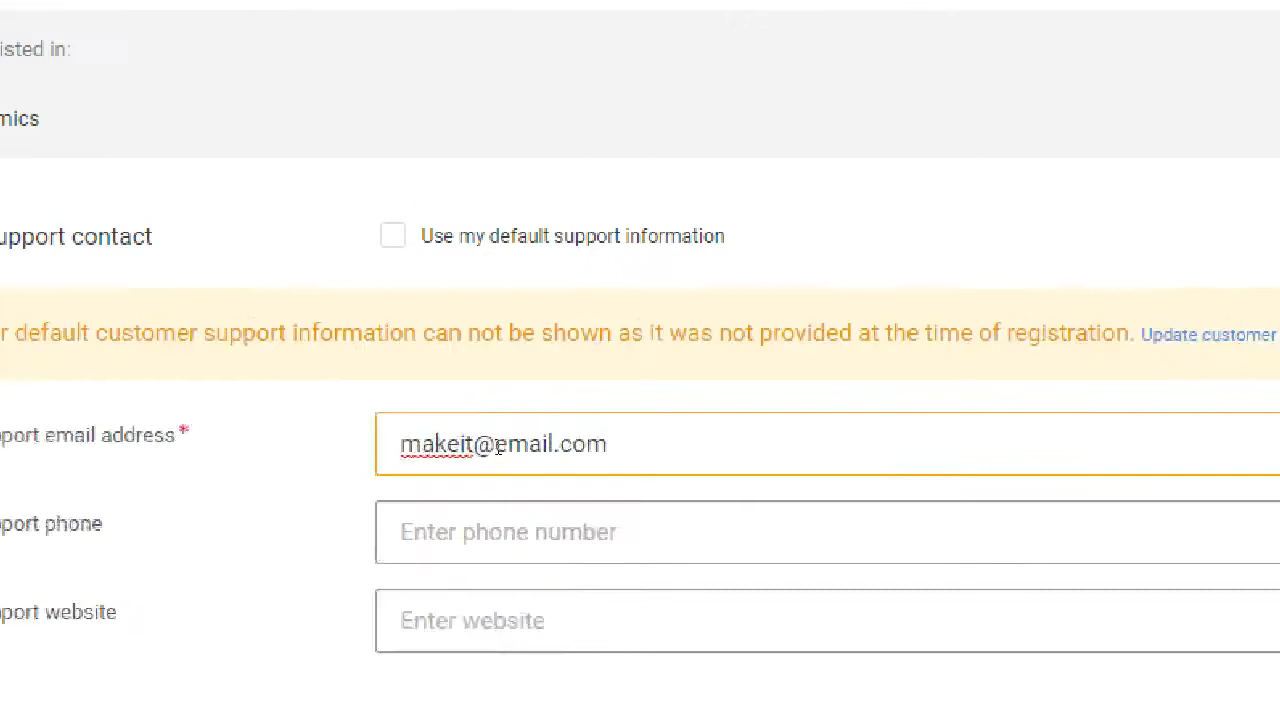 isted in:
mics
upport contact
Use my default support information
r default customer support information can not be shown as it was not provided at the time of registration. Update customer
pport email address*
makeit@email.com
pport phone
Enter phone number
pport website
Enter website